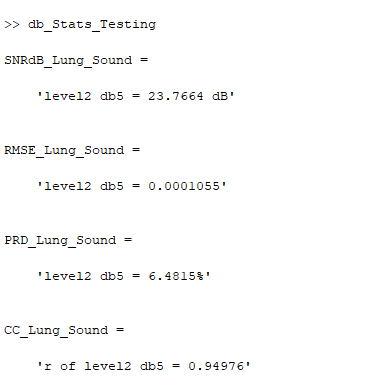 >> db_Stats_Testing
SNRdB_Lung_Sound =
'level2 db5 = 23.7664 dB'
RMSE_Lung_Sound =
'level2 db5 = 0.0001055'
PRD_Lung_Sound =
'level2 db5 = 6.4815%'
CC_Lung_Sound =
'r of level2 db5 = 0.94976'